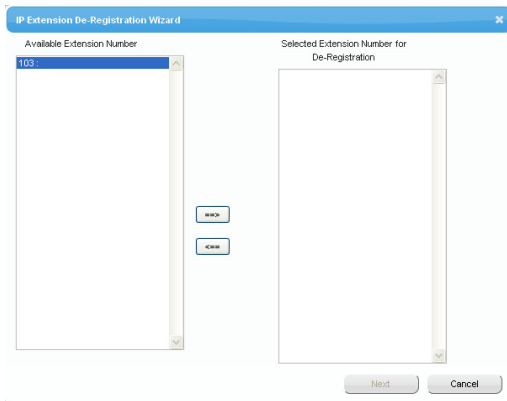 IP Extension De-Registration Wizard
Available Extension Number
Selected Extension Number for
De-Registration
103 :
==>
<==
Next
Cancel